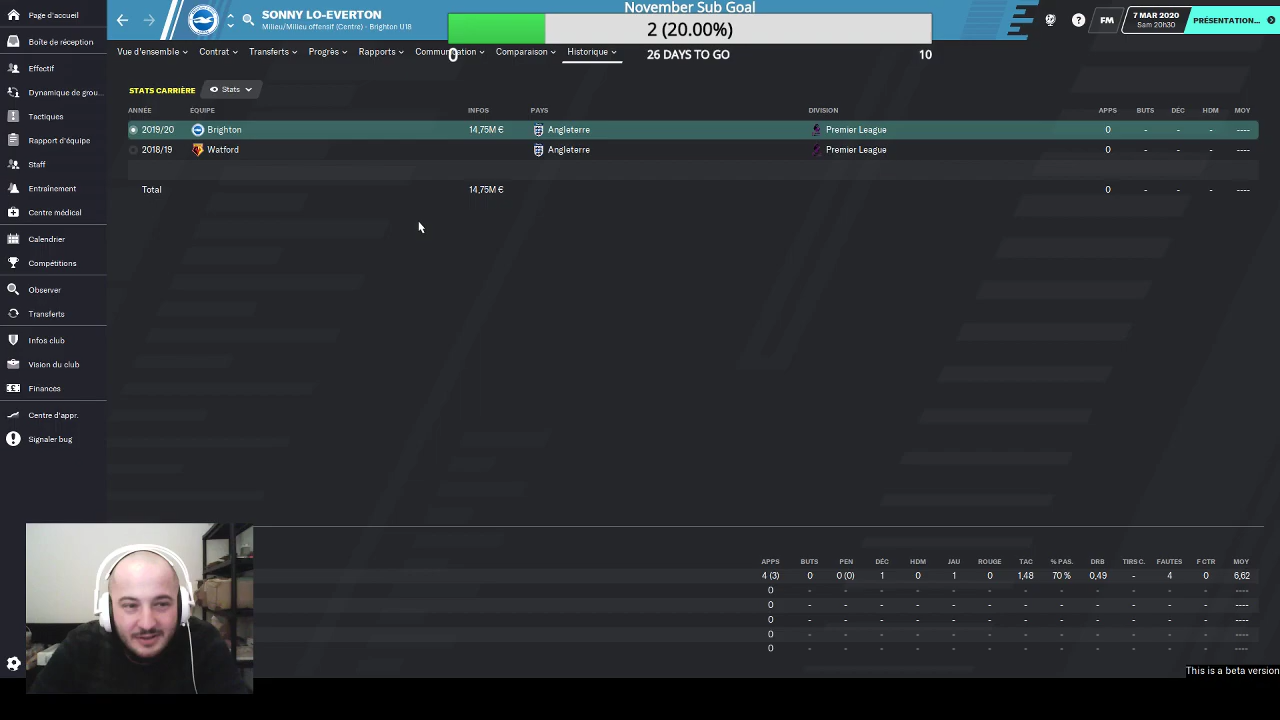 Page d'accueil
Boîte de réception
Effectif
Dynamique de grou...
Tactiques
Rapport d'équipe
Staff
Entraînement
Centre médical
Calendrier
Compétitions
Observer
Transferts
Infos club
Vision du club
Finances
Centre d'appr.
Signaler bug
SONNY LO-EVERTON
Milieu/Milieu offensif (Centre) - Brighton U18
November Sub Goal
2 (20.00%)
0 26 DAYS TO GO 10
FM
7 MAR 2020
Sam 20h30
PRÉSENTATION...
Vue d'ensemble Contrat Transferts Progrès Rapports Comparaison Historique
STATS CARRIÈRE Stats
ANNÉE ÉQUIPE INFOS PAYS DIVISION APPS BUTS DÉC HDM MOY
2019/20 Brighton 14,75M € Angleterre Premier League 0 - - - ----
2018/19 Watford Angleterre Premier League 0 - - - ----
Total 14,75M € 0 - - - ----
APPS BUTS PEN DÉC HDM JAU ROUGE TAC % PAS. DRB TIRS C. FAUTES F CTR MOY
4 (3) 0 0 (0) 1 0 1 0 1,48 70 % 0,49 - 4 0 6,62
0 - - - - - - - - - - - - ----
0 - - - - - - - - - - - - ----
0 - - - - - - - - - - - - ----
0 - - - - - - - - - - - - ----
0 - - - - - - - - - - - - ----
This is a beta version